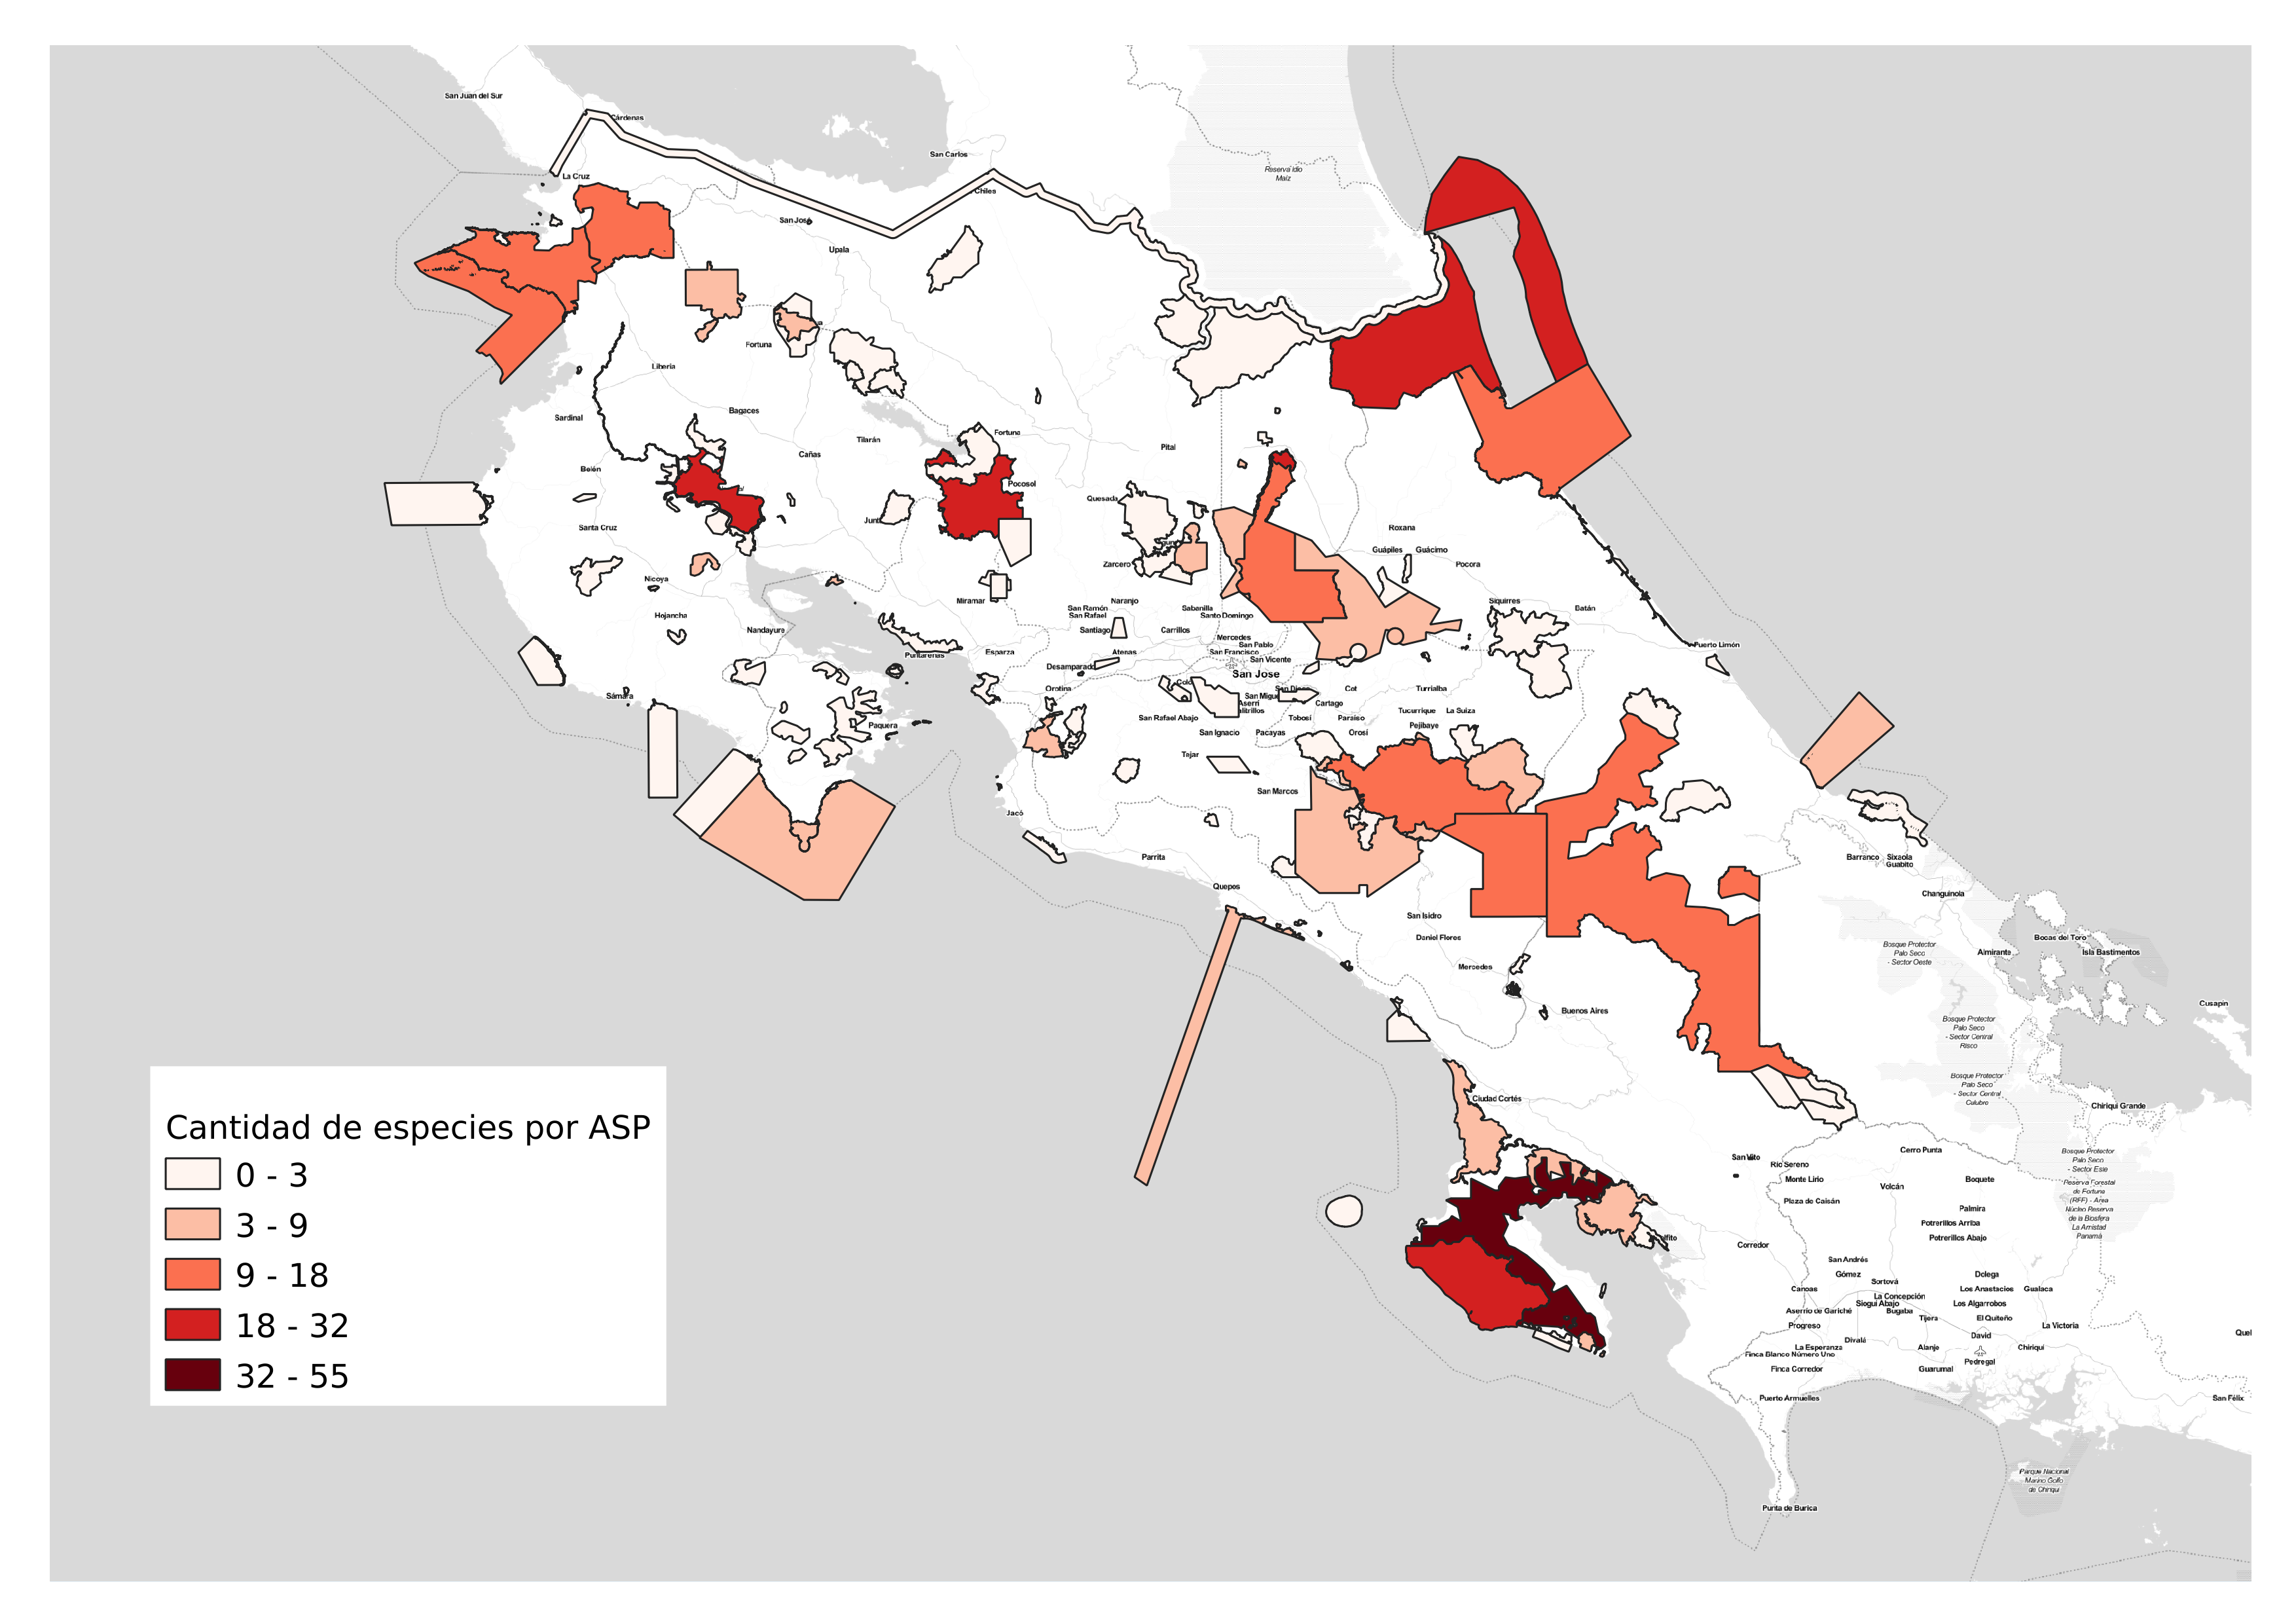 San Juan del Sur
Cárdenas
San Carlos
La Cruz
Chiles
Reserva Idio
Maíz
San José
Upala
Fortuna
Liberia
Sardinal
Bagaces
Tilarán
Fortuna
Cañas
Pital
Belén
Pocosol
Quesada
Santa Cruz
Roxana
Guápiles
Guácimo
Zarcero
Pocora
Nicoya
Miramar
Naranjo
San Ramón
San Rafael
Sabanilla
Santo Domingo
Siquirres
Batán
Hojancha
Nandayure
Santiago
Carrillos
Mercedes
San Pablo
San Francisco
San Vicente
Puerto Limón
Puntarenas
Esparza
Atenas
Desamparado
San Jose
Orotina
San Miguel
Aserrí
Cot
Turrialba
Sámara
Cartago
San Rafael Abajo
Tobosi
Paraíso
Tucurrique
La Suiza
Paquera
San Ignacio
Pacayas
Orosí
Pejibaye
Tejar
San Marcos
Jacó
Parrita
Barranco
Sixaola
Guabito
Quepos
Changuinola
San Isidro
Daniel Flores
Bosque Protector
Palo Seco
- Sector Oeste
Almirante
Bocas del Toro
Isla Bastimentos
Mercedes
Buenos Aires
Cusapín
Bosque Protector
Palo Seco
- Sector Central
Risco
Bosque Protector
Palo Seco
- Sector Central
Culubre
Ciudad Cortés
Chiriquí Grande
Cantidad de especies por ASP
0 - 3
3 - 9
9 - 18
18 - 32
32 - 55
San Vito
Río Sereno
Cerro Punta
Monte Lirio
Volcán
Boquete
Bosque Protector
Palo Seco
- Sector Este
Reserva Forestal
de Fortuna
(RFF) - Area
Núcleo Reserva
de la Biosfera
La Amistad
Panamá
Plaza de Caisán
Palmira
Potrerillos Arriba
Potrerillos Abajo
Corredor
San Andrés
Gómez
Dolega
Sortová
Canoas
La Concepción
Los Anastacios
Gualaca
Siogui Abajo
Los Algarrobos
Aserrío de Gariché
Bugaba
Tijera
El Quiteño
Progreso
La Victoria
Divalá
David
La Esperanza
Alanje
Chiriquí
Finca Blanco Número Uno
Pedregal
Finca Corredor
Guarumal
Puerto Armuelles
San Félix
Parque Nacional
Marino Golfo
de Chiriquí
Punta de Burica